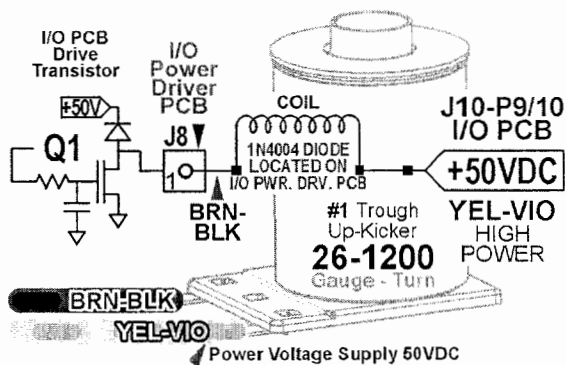 I/O PCB
Drive
Transistor
I/O
Power
Driver
PCB
+50V
Q1
J8
1
COIL
1N4004 DIODE
LOCATED ON
I/O PWR. DRV. PCB
BRN-
BLK
J10-P9/10
I/O PCB
+50VDC
YEL-VIO
HIGH
POWER
#1 Trough
Up-Kicker
26-1200
Gauge - Turn
BRN-BLK
YEL-VIO
Power Voltage Supply 50VDC